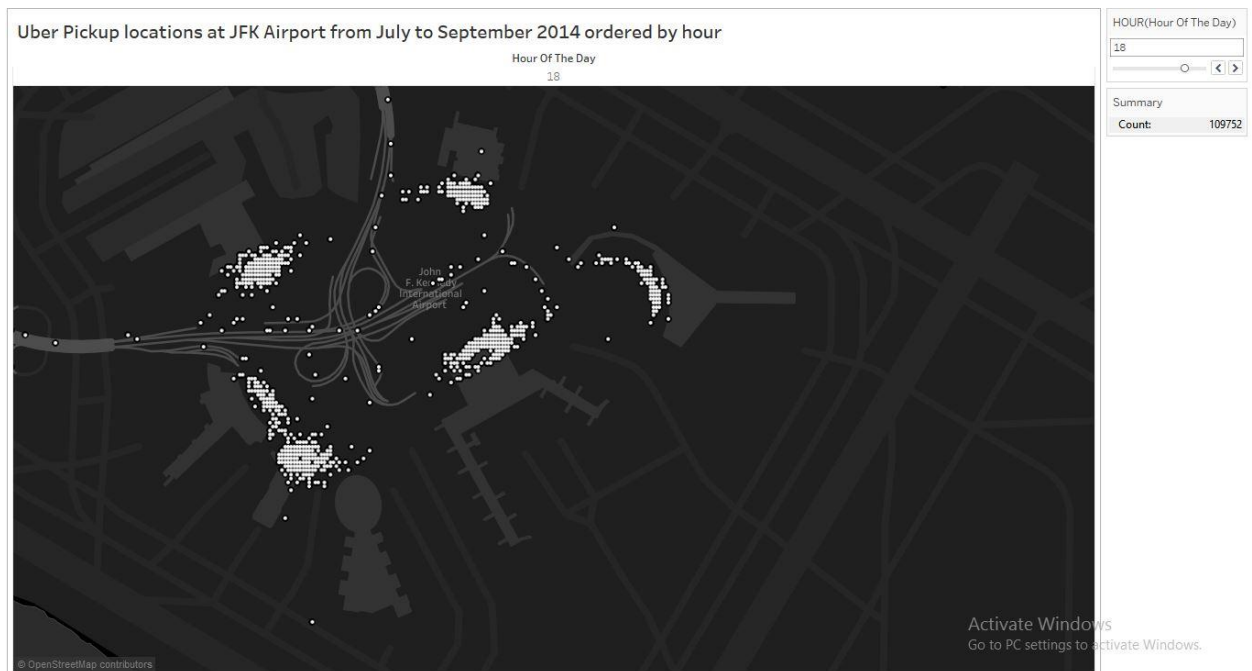 Uber Pickup locations at JFK Airport from July to September 2014 ordered by hour
Hour Of The Day
18
HOUR(Hour Of The Day)
18
Summary
Count: 109752
John
F. Kennedy
International
Airport
Activate Windows
Go to PC settings to activate Windows.
© OpenStreetMap contributors